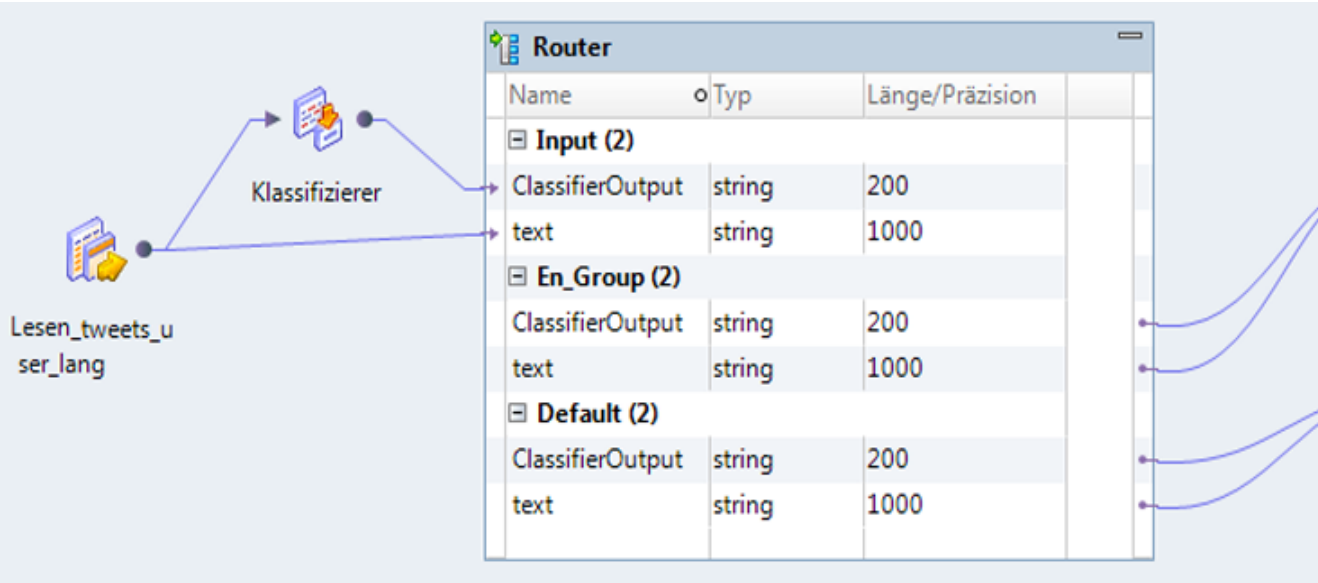 Router
Name Typ Länge/Präzision
Input (2)
ClassifierOutput string 200
text string 1000
En_Group (2)
ClassifierOutput string 200
text string 1000
Default (2)
ClassifierOutput string 200
text string 1000
Klassifizierer
Lesen_tweets_u
ser_lang